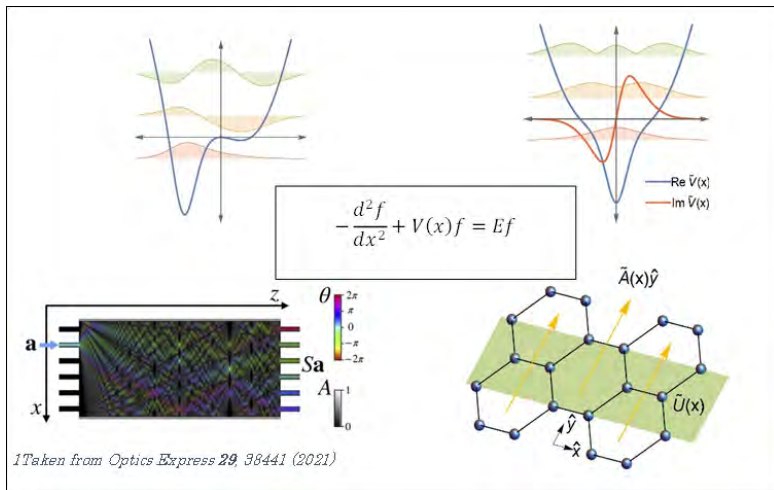 Re Ṽ(x)
Im Ṽ(x)
-d²f/dx² + V(x)f = Ef
z
θ
2π
π
0
-π
-2π
a
Sa
A
1
0
x
Ã(x)ŷ
Ũ(x)
ŷ
x̂
1Taken from Optics Express 29, 38441 (2021)